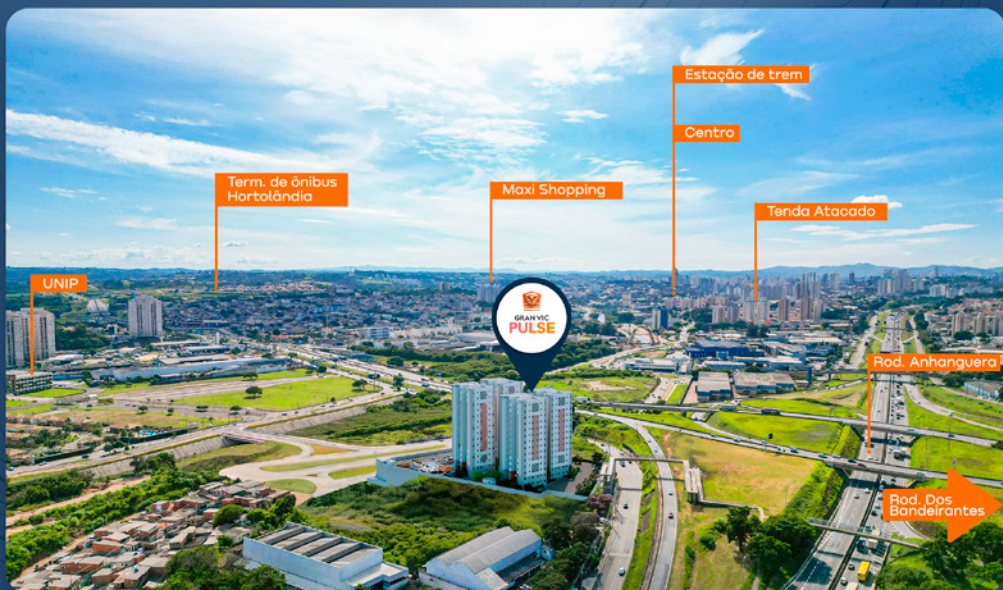 Estação de trem
Centro
Term. de ônibus
Hortolândia
Maxi Shopping
Tenda Atacado
UNIP
GRAN VIC
PULSE
Rod. Anhanguera
Rod. Dos
Bandeirantes